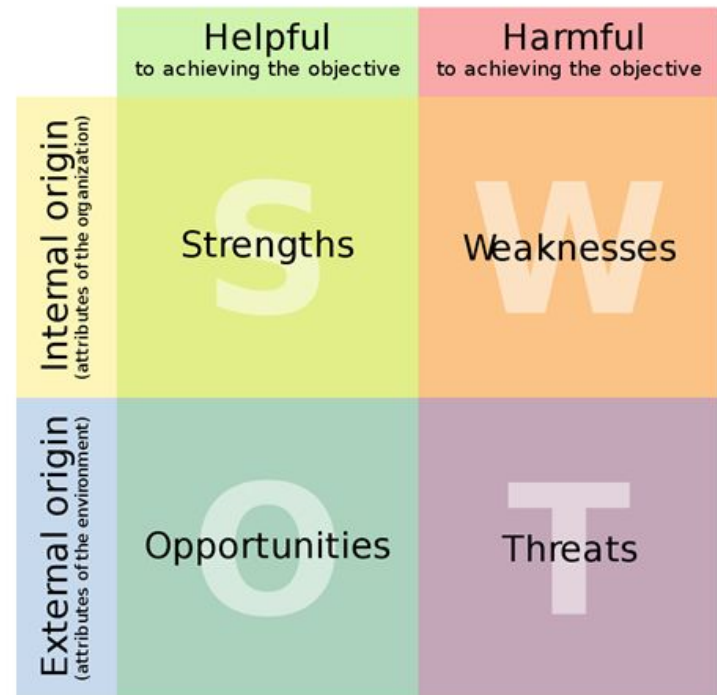 Helpful
to achieving the objective
Harmful
to achieving the objective
Internal origin
(attributes of the organization)
S
Strengths
W
Weaknesses
External origin
(attributes of the environment)
O
Opportunities
T
Threats